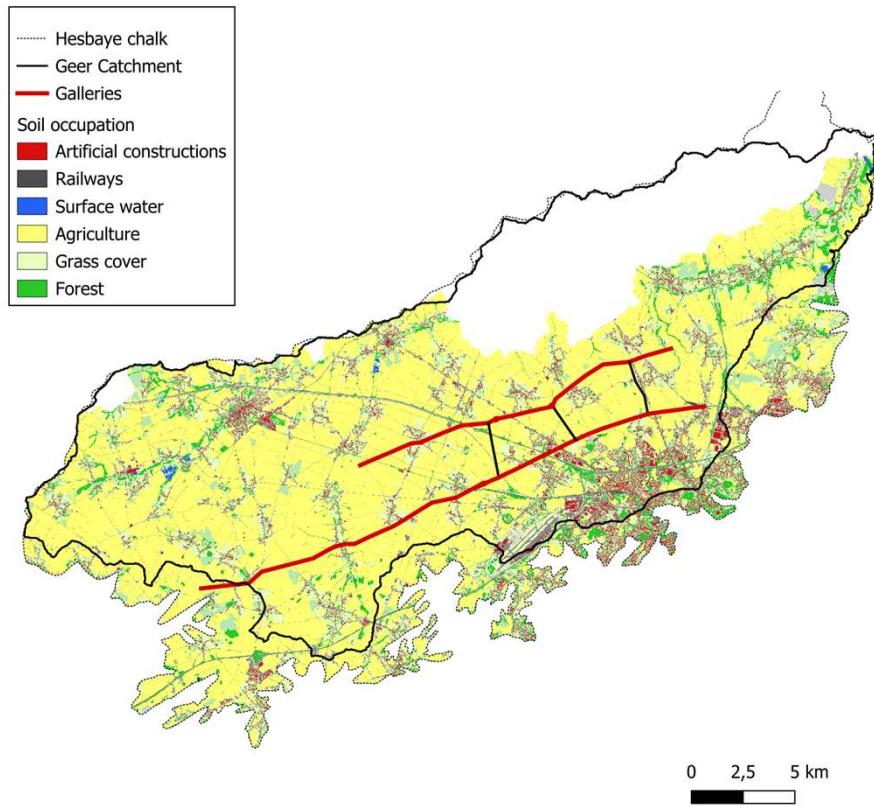 Hesbaye chalk
Geer Catchment
Galleries
Soil occupation
Artificial constructions
Railways
Surface water
Agriculture
Grass cover
Forest
0 2,5 5 km